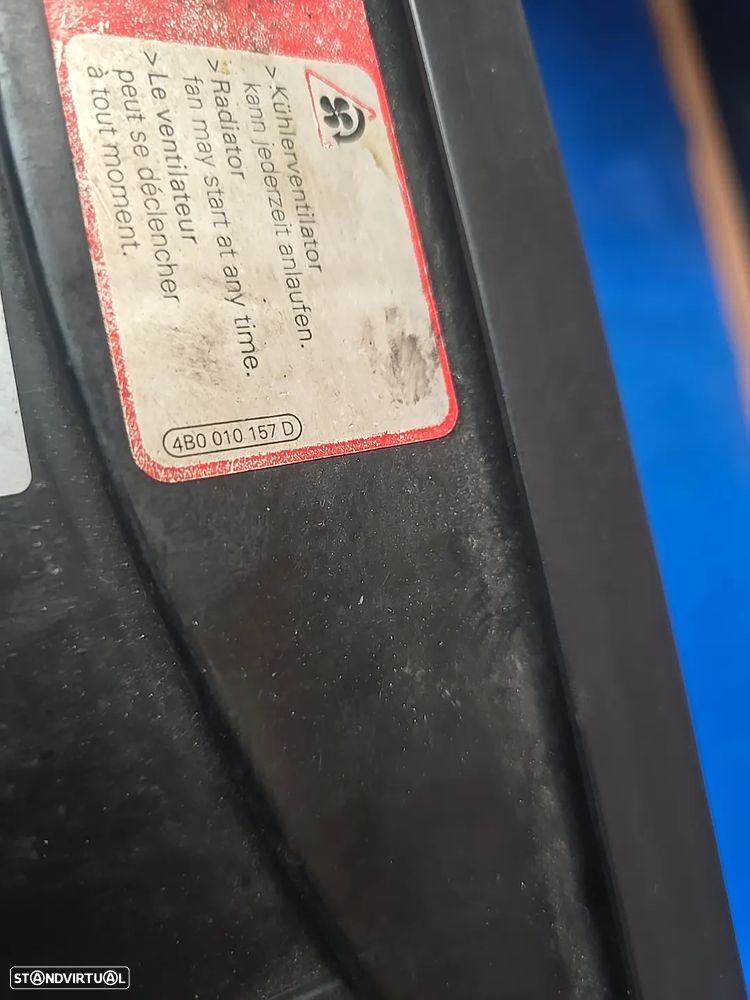 > Kühlerventilator
kann jederzeit anlaufen.
> Radiator
fan may start at any time.
> Le ventilateur
peut se déclencher
à tout moment.
4B0 010 157 D
STANDVIRTUAL